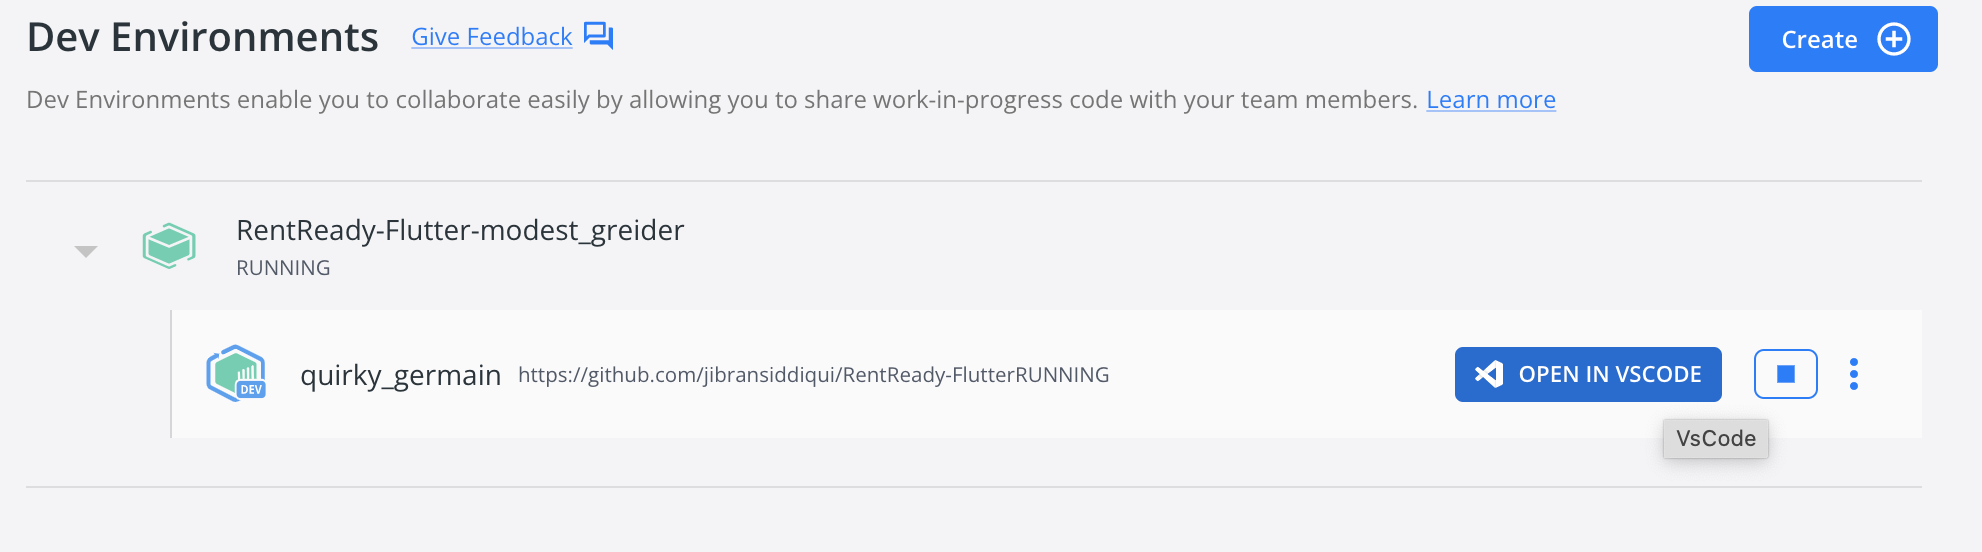 Dev Environments Give Feedback
Create
Dev Environments enable you to collaborate easily by allowing you to share work-in-progress code with your team members. Learn more
RentReady-Flutter-modest_greider
RUNNING
DEV
quirky_germain https://github.com/jibransiddiqui/RentReady-FlutterRUNNING
OPEN IN VSCODE
VsCode